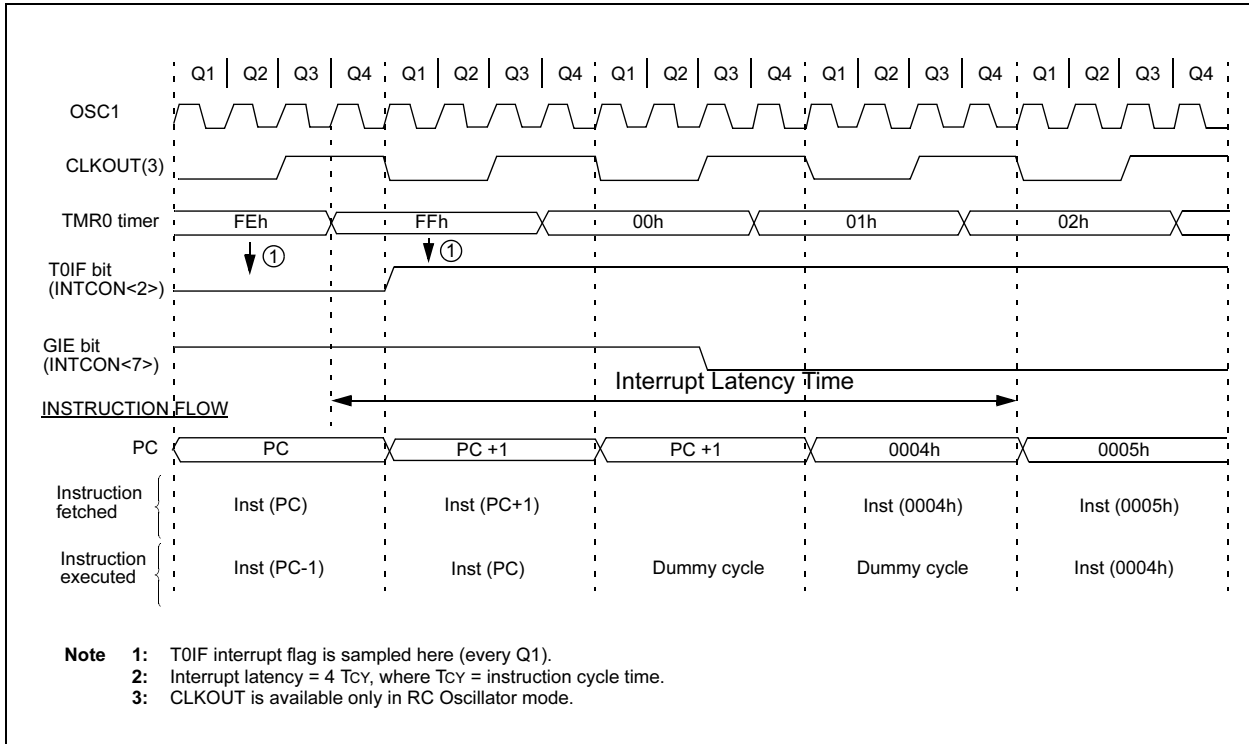 Q1 Q2 Q3 Q4 Q1 Q2 Q3 Q4 Q1 Q2 Q3 Q4 Q1 Q2 Q3 Q4 Q1 Q2 Q3 Q4
OSC1
CLKOUT(3)
TMR0 timer FEh FFh 00h 01h 02h
1 1
T0IF bit
(INTCON<2>)
GIE bit
(INTCON<7>)
Interrupt Latency Time
INSTRUCTION FLOW
PC PC PC +1 PC +1 0004h 0005h
Instruction
fetched
Inst (PC) Inst (PC+1) Inst (0004h) Inst (0005h)
Instruction
executed
Inst (PC-1) Inst (PC) Dummy cycle Dummy cycle Inst (0004h)
Note 1: T0IF interrupt flag is sampled here (every Q1).
2: Interrupt latency = 4 TCY, where TCY = instruction cycle time.
3: CLKOUT is available only in RC Oscillator mode.